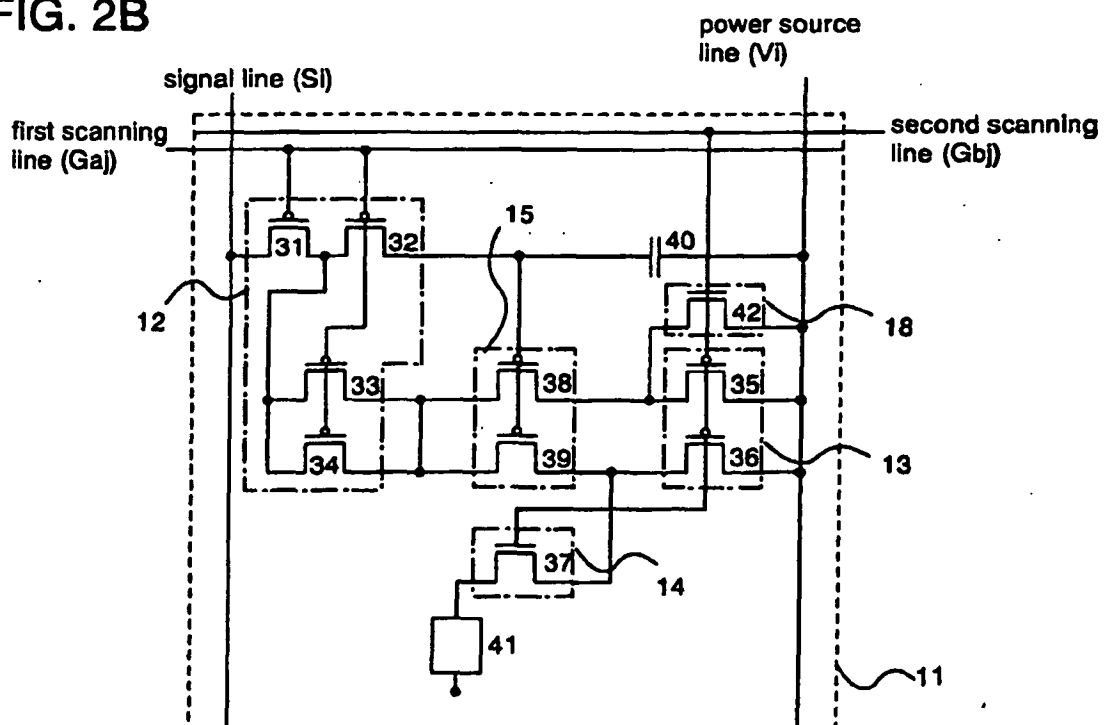 FIG. 2B
power source
line (Vi)
signal line (Si)
first scanning
line (Gaj)
second scanning
line (Gbj)
15
31
32
40
12
42
18
33
38
35
34
39
36
13
37
14
41
11